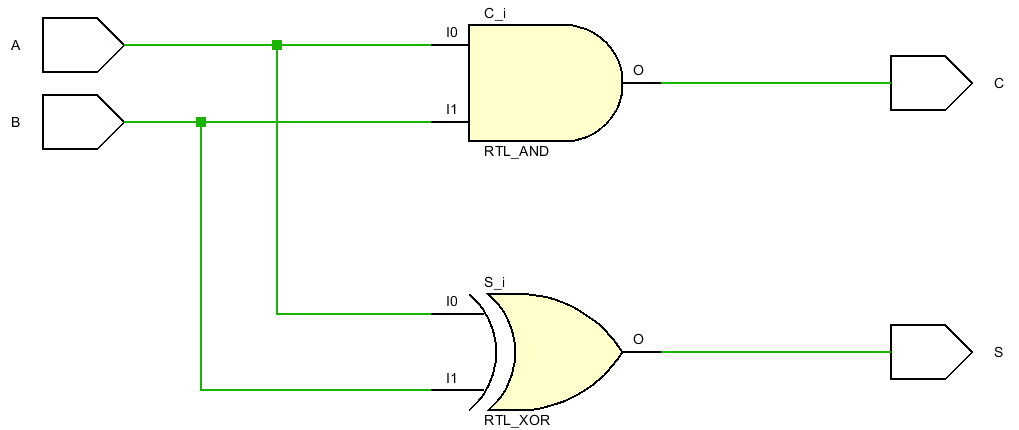 C_i
A
I0
O
C
B
I1
RTL_AND
S_i
I0
O
S
I1
RTL_XOR